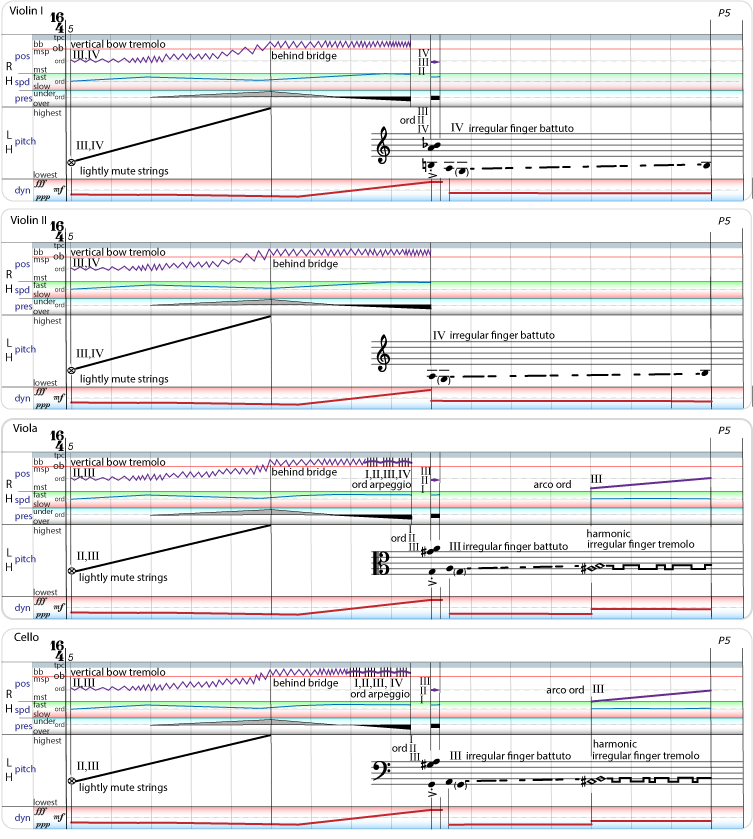 Violin I
P5
16
4 5
tpc
bb vertical bow tremolo
ob
msp
pos III,IV behind bridge IV
R ord III
mst II
H spd fast
ord
slow
pres under
ord
over
highest III
ord II
IV IV irregular finger battuto
L pitch III,IV
H
lightly mute strings
lowest
dyn fff mf
ppp
Violin II
P5
16
4 5
tpc
bb vertical bow tremolo
ob
msp
pos III,IV behind bridge
R ord
mst
H spd fast
ord
slow
pres under
ord
over
highest
IV irregular finger battuto
L pitch III,IV
H
lightly mute strings
lowest
dyn fff mf
ppp
Viola
P5
16
4 5
tpc
bb vertical bow tremolo
ob
msp
pos II,III behind bridge I,II,III,IV III
R ord ord arpeggio II arco ord III
mst I
H spd fast
ord
slow
pres under
ord
over
highest I harmonic
ord II
III III irregular finger battuto irregular finger tremolo
L pitch II,III
H
lightly mute strings
lowest
dyn fff mf
ppp
Cello
P5
16
4 5
tpc
bb vertical bow tremolo
ob
msp
pos II,III behind bridge I,II,III, IV III
R ord ord arpeggio II arco ord III
mst I
H spd fast
ord
slow
pres under
ord
over
highest I harmonic
ord II
III III irregular finger battuto irregular finger tremolo
L pitch II,III
H
lightly mute strings
lowest
dyn fff mf
ppp